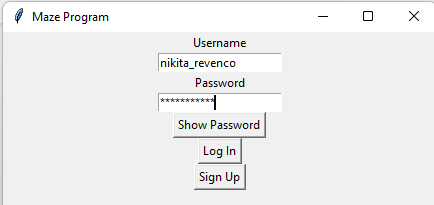 Maze Program
Username
nikita_revenco
Password
***********
Show Password
Log In
Sign Up